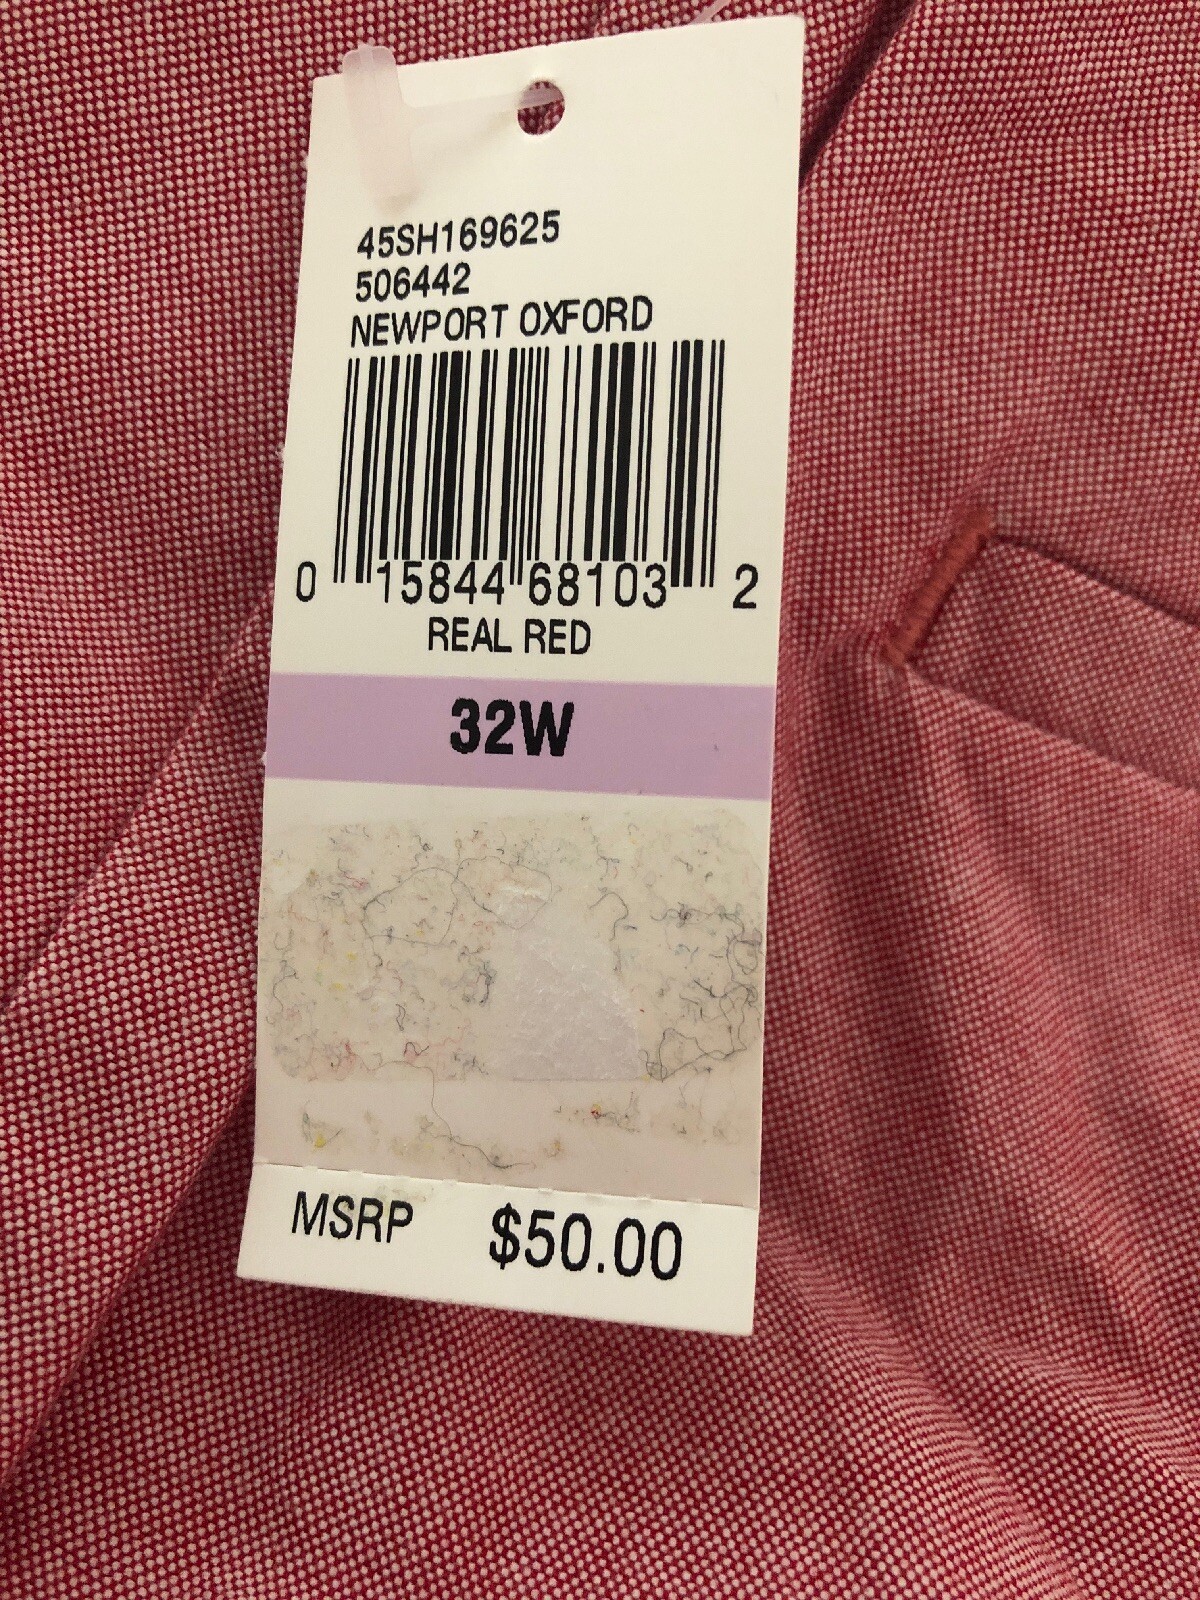 45SH169625
506442
NEWPORT OXFORD
0 15844 68103 2
REAL RED
32W
MSRP $50.00